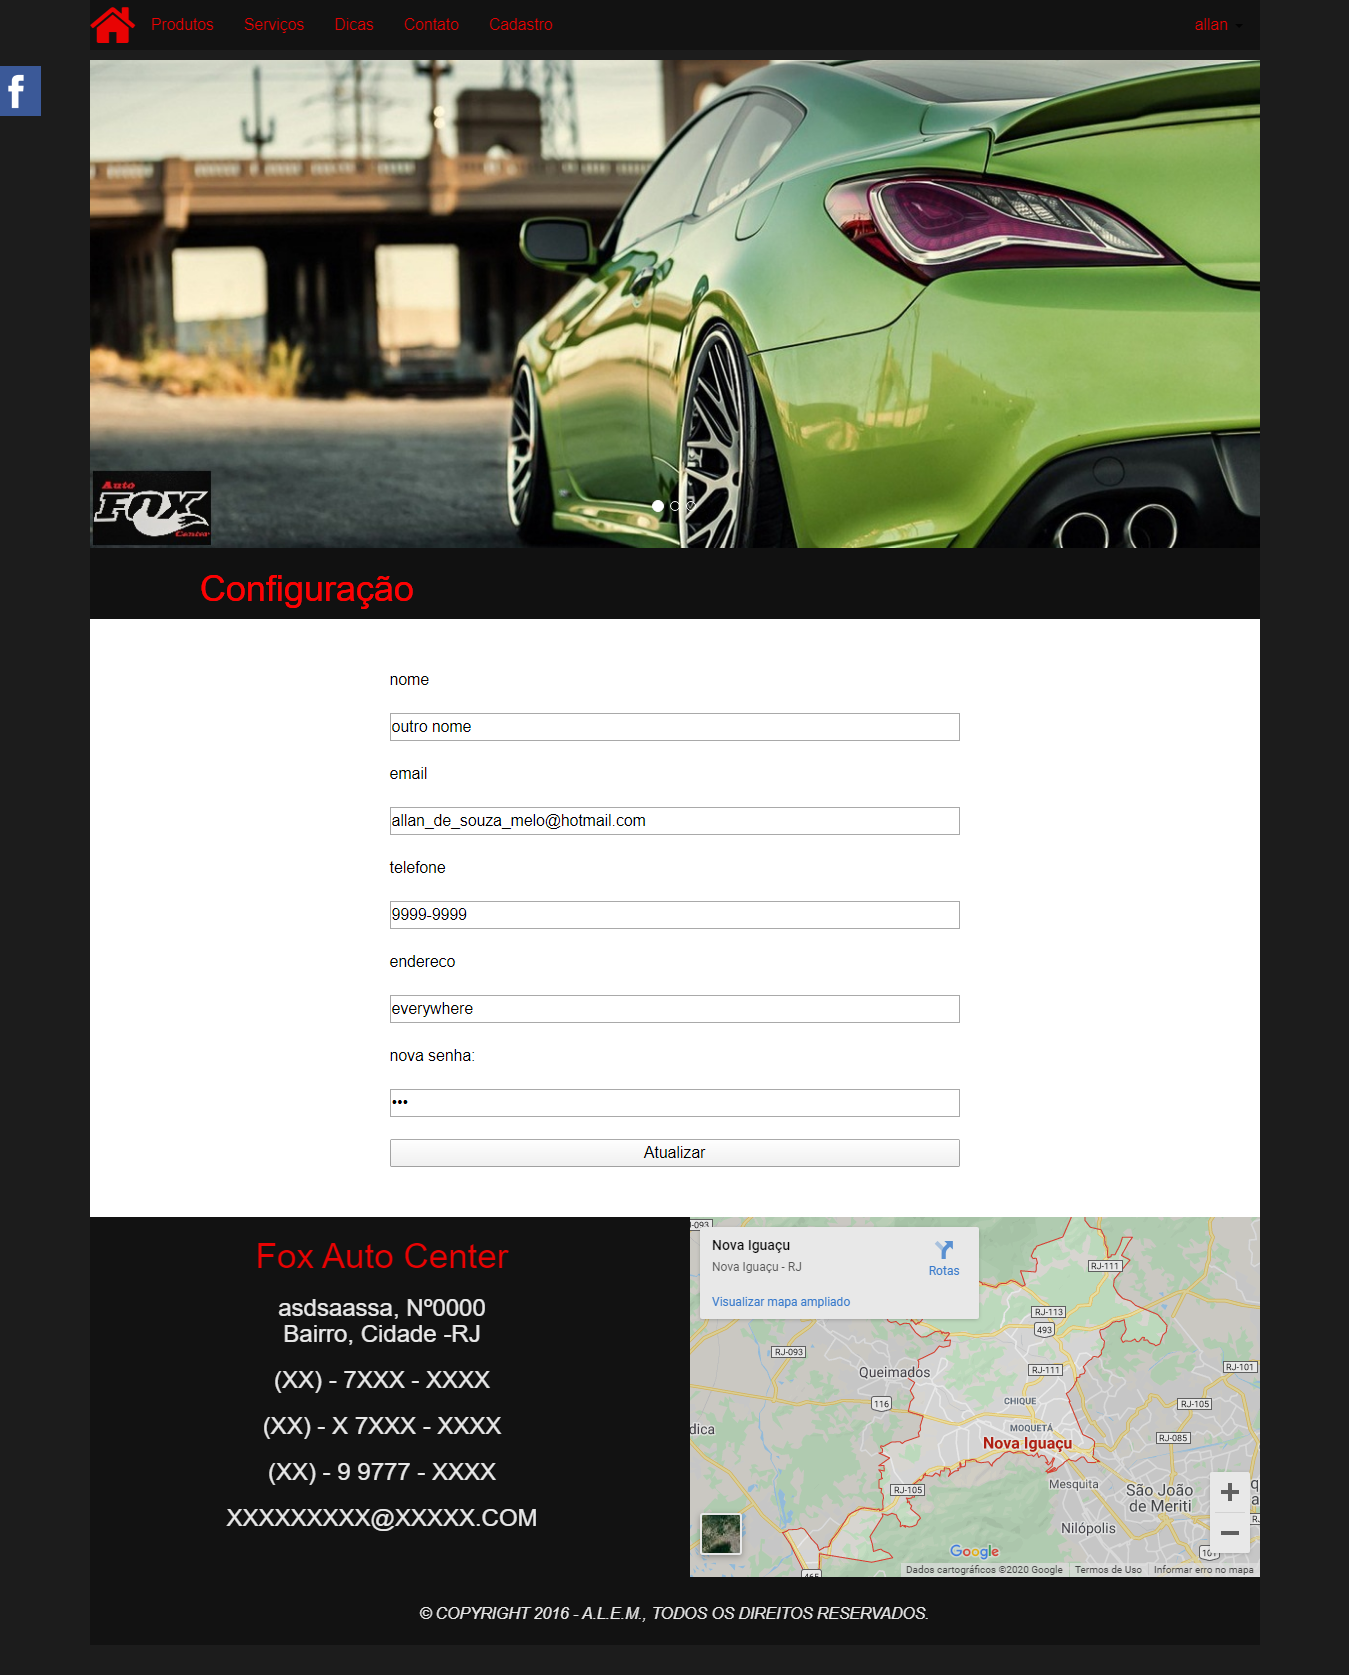 Produtos Serviços Dicas Contato Cadastro allan
f
Auto
FOX
Center
Configuração
nome
outro nome
email
allan_de_souza_melo@hotmail.com
telefone
9999-9999
endereco
everywhere
nova senha:
•••
Atualizar
Fox Auto Center
asdsaassa, Nº0000
Bairro, Cidade -RJ
(XX) - 7XXX - XXXX
(XX) - X 7XXX - XXXX
(XX) - 9 9777 - XXXX
XXXXXXXXX@XXXXX.COM
J-093
Nova Iguaçu
Nova Iguaçu - RJ
Rotas
Visualizar mapa ampliado
RJ-111
RJ-113
493
RJ-093
RJ-111
RJ-101
Queimados
116
CHIQUE
RJ-105
MOQUETÁ
dica
Nova Iguaçu
RJ-085
RJ-105
Mesquita
São João
de Meriti
Nilópolis
Google
465
Dados cartográficos ©2020 Google
Termos de Uso
Informar erro no mapa
© COPYRIGHT 2016 - A.L.E.M., TODOS OS DIREITOS RESERVADOS.